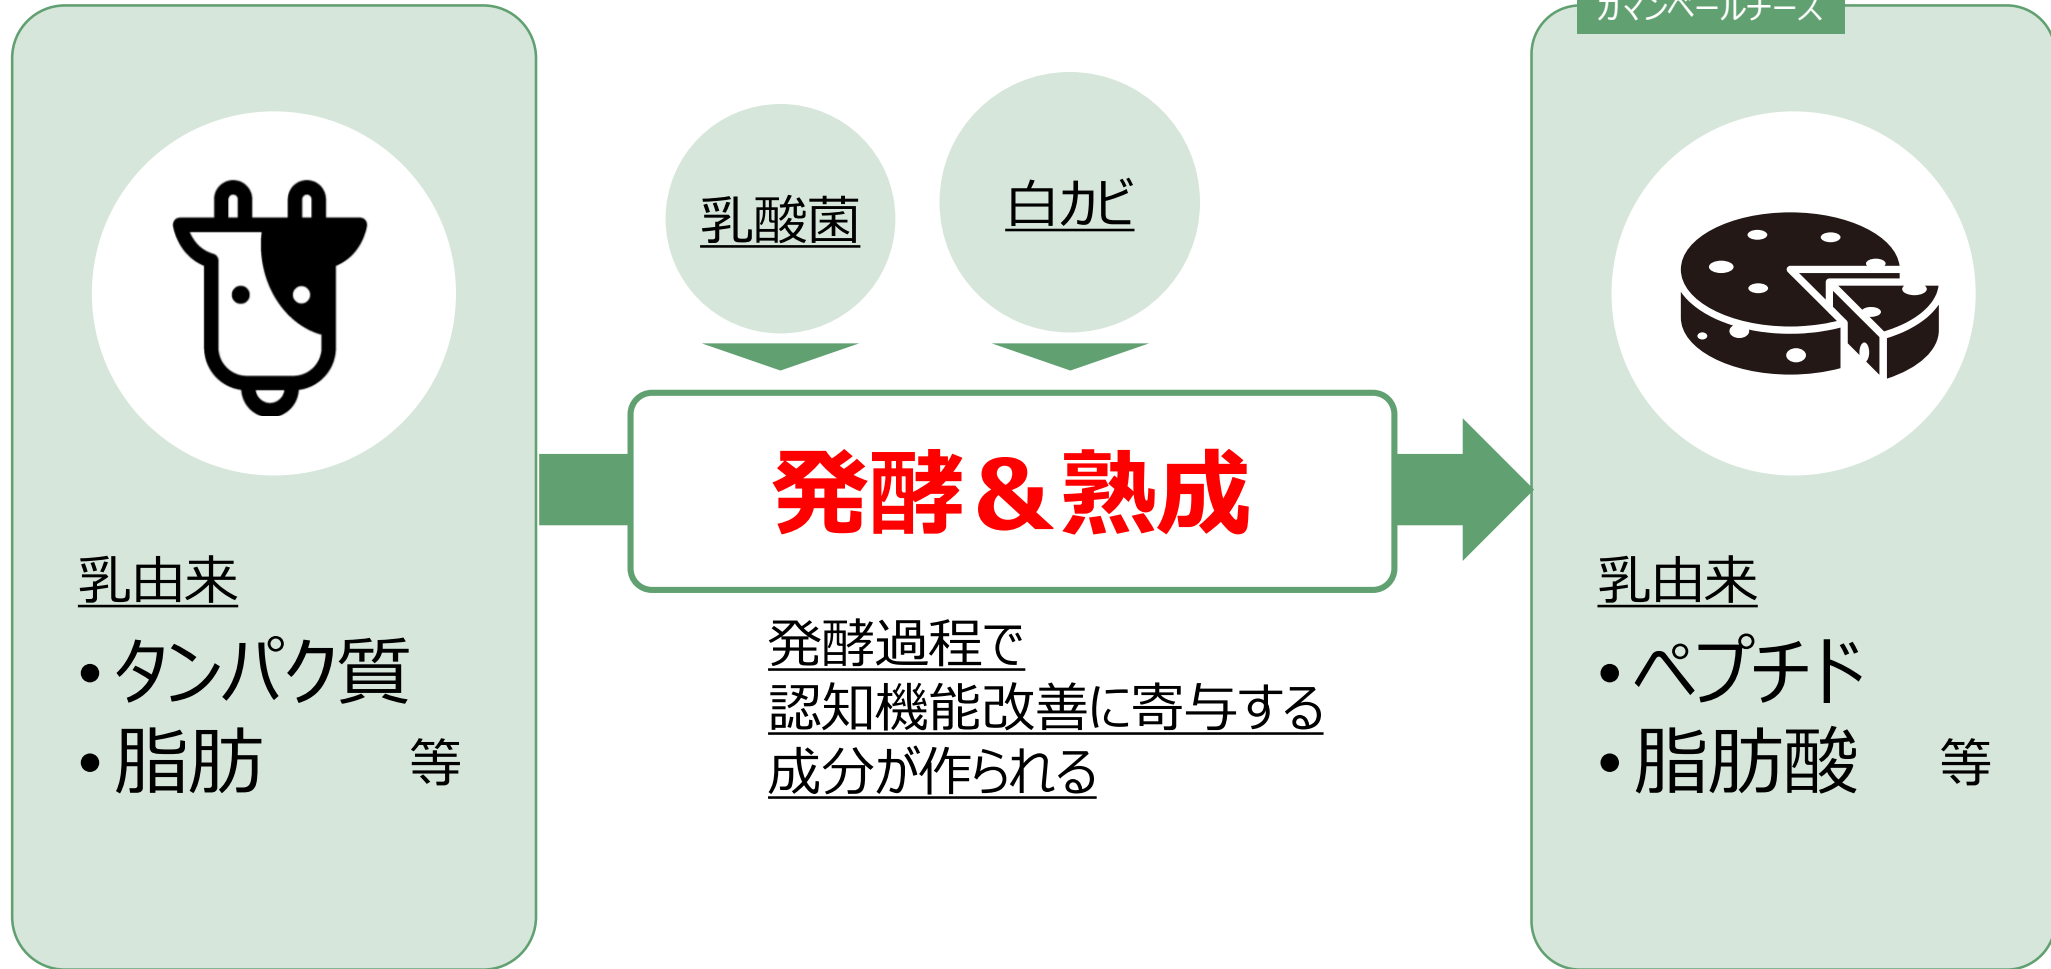 カマンベールチーズ
乳酸菌
白カビ
発酵＆熟成
乳由来
・タンパク質
・脂肪　　等
発酵過程で
認知機能改善に寄与する
成分が作られる
乳由来
・ペプチド
・脂肪酸　等